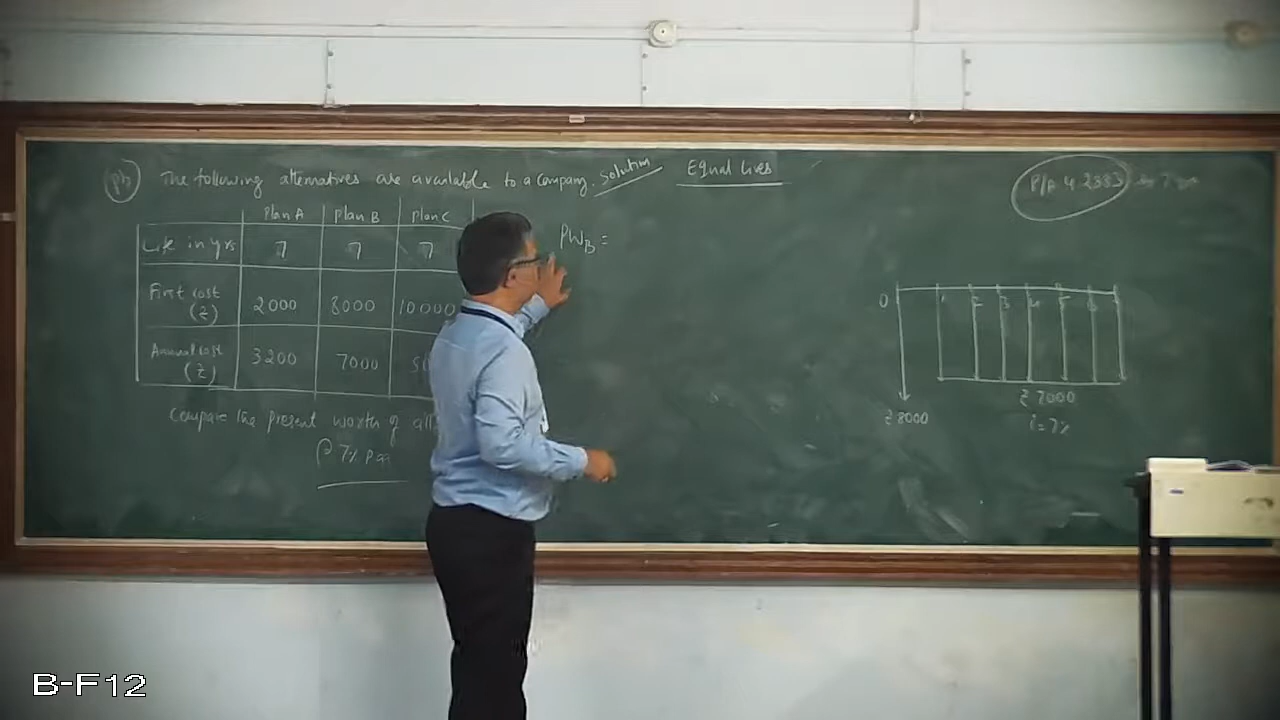 Pb The following alternatives are available to a company. Solution Equal lives
Plan A Plan B Plan C
Life in yrs 7 7 7
First cost (₹) 2000 8000 10000
Annual cost (₹) 3200 7000
Compare the present worth of all
@ 7% p.a.
PWB =
P/A 4.2383
0 1 2 3 4 5 6
₹ 8000
₹ 7000
i = 7%
B-F12